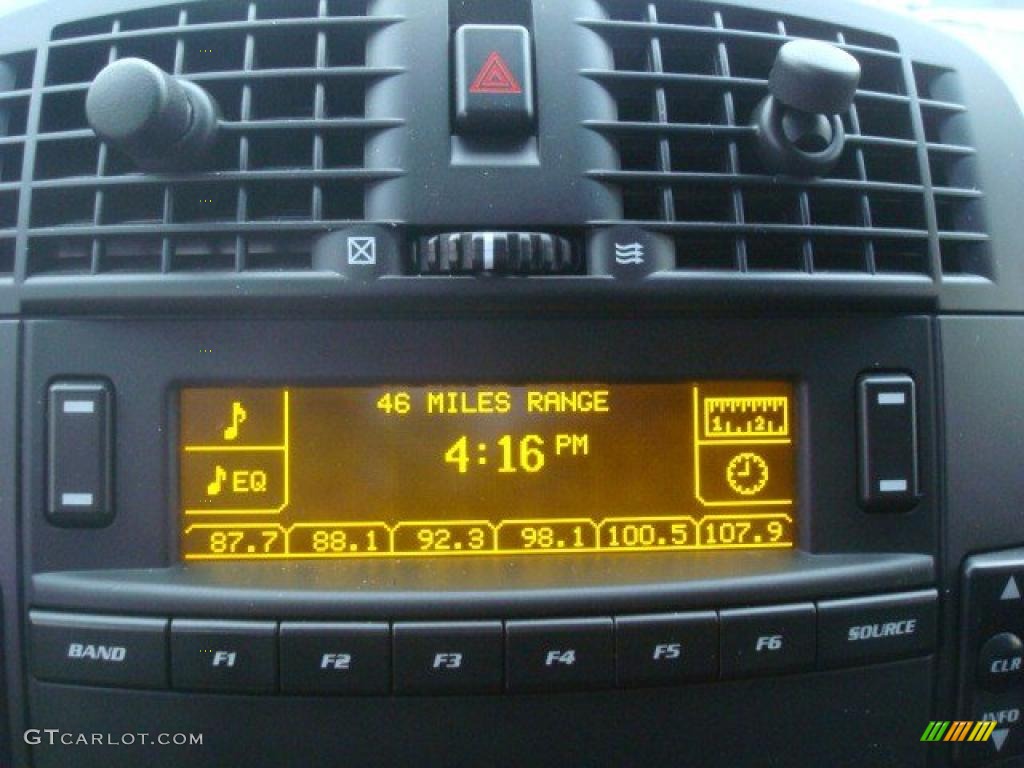 46 MILES RANGE
4:16 PM
EQ
1 2
87.7 88.1 92.3 98.1 100.5 107.9
BAND F1 F2 F3 F4 F5 F6 SOURCE
CLR
INFO
GTCARLOT.COM